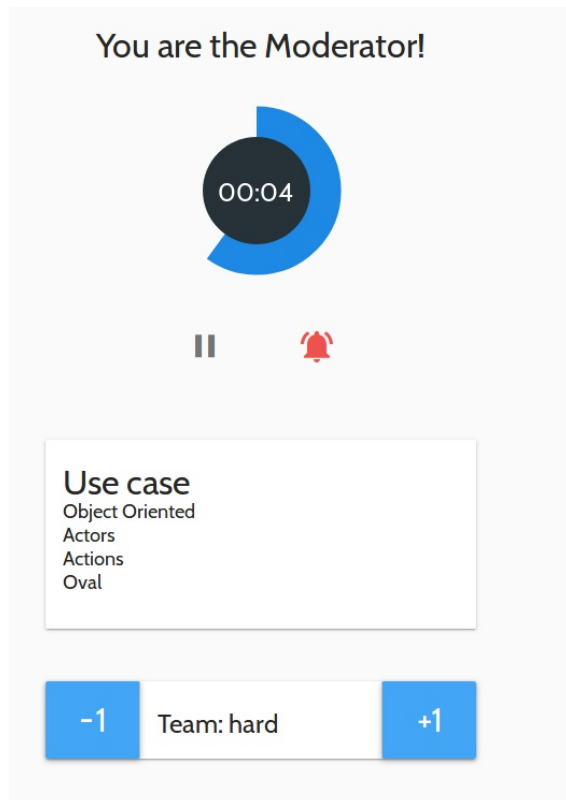 You are the Moderator!
00:04
Use case
Object Oriented
Actors
Actions
Oval
-1 Team: hard +1